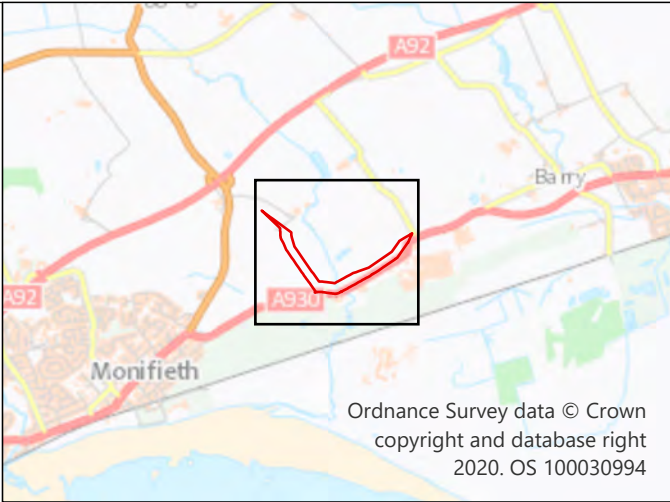 A92
Barry
A92
A930
Monifieth
Ordnance Survey data © Crown
copyright and database right
2020. OS 100030994